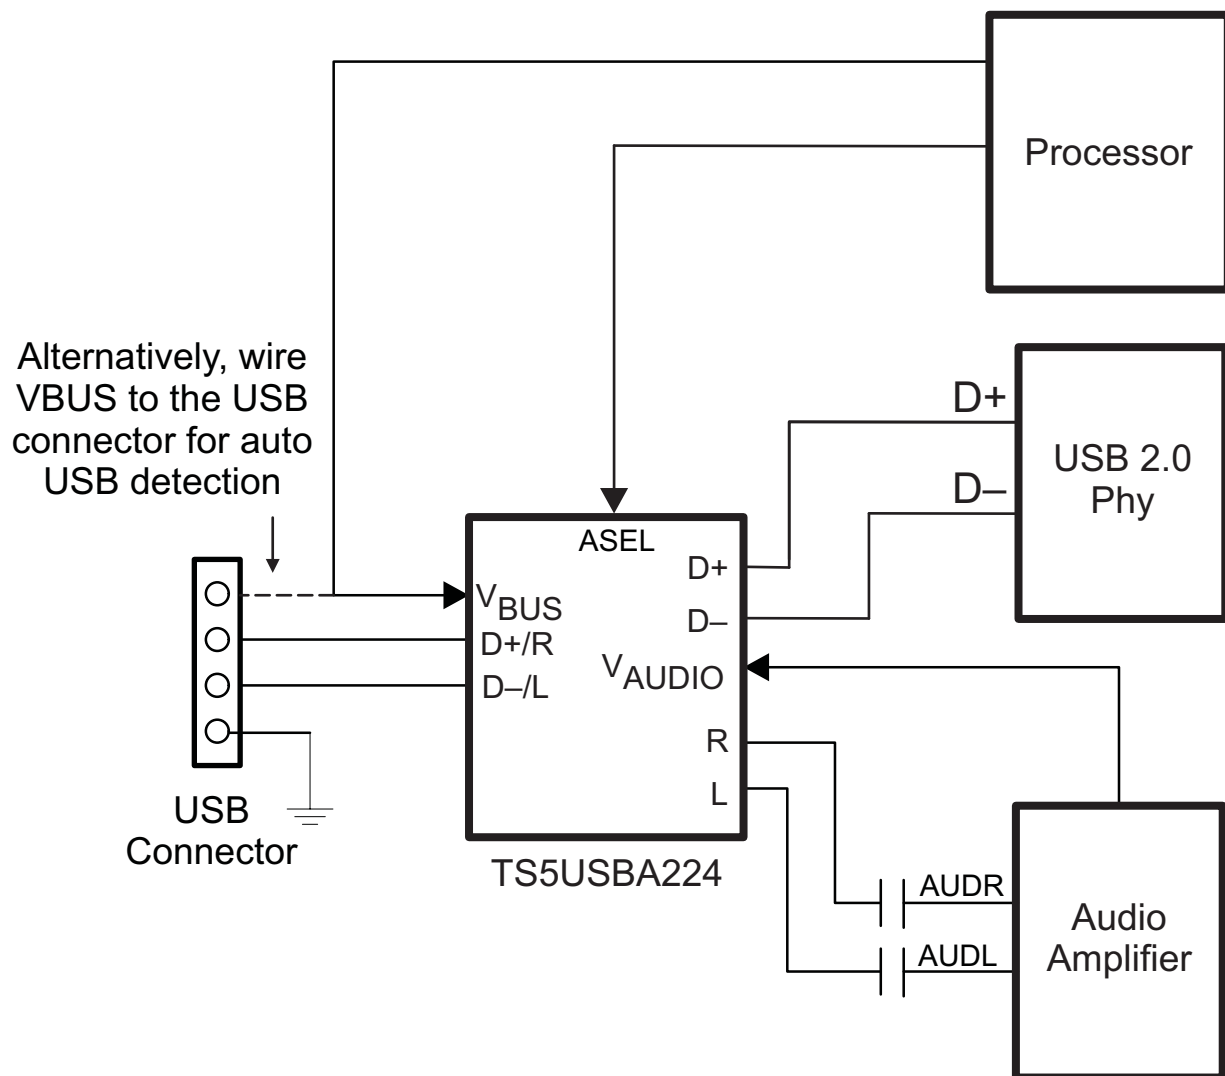 Processor
Alternatively, wire
VBUS to the USB
connector for auto
USB detection
D+
D–
USB 2.0
Phy
ASEL
VBUS
D+/R
D–/L
D+
D–
VAUDIO
R
L
USB
Connector
TS5USBA224
AUDR
AUDL
Audio
Amplifier